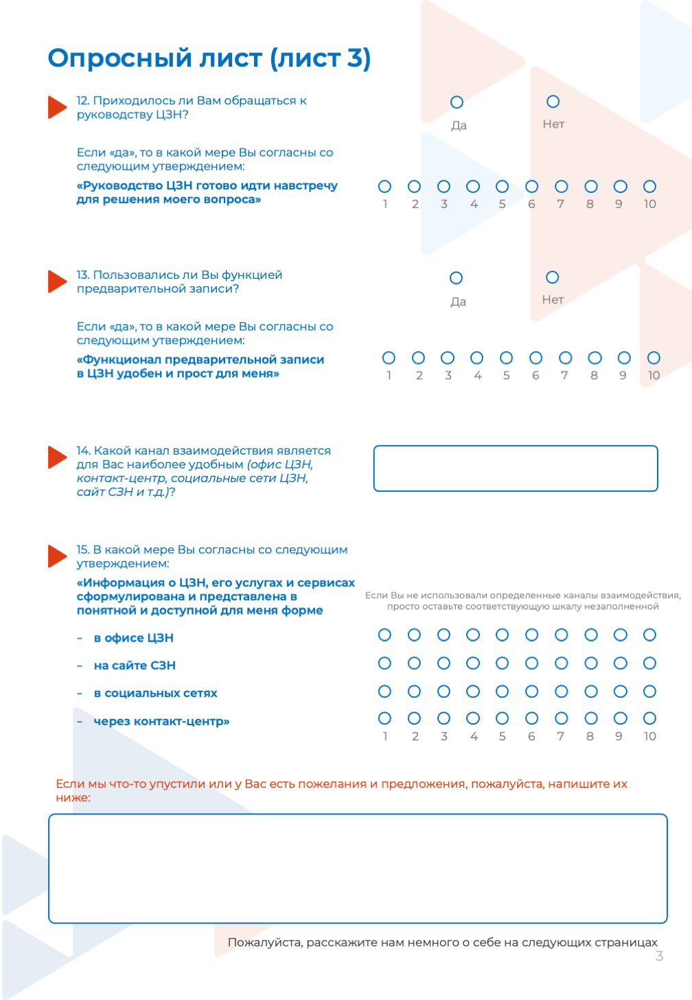 Опросный лист (лист 3)
12. Приходилось ли Вам обращаться к
руководству ЦЗН?
Да
Нет
Если «да», то в какой мере Вы согласны со
следующим утверждением:
«Руководство ЦЗН готово идти навстречу
для решения моего вопроса»
1 2 3 4 5 6 7 8 9 10
13. Пользовались ли Вы функцией
предварительной записи?
Да
Нет
Если «да», то в какой мере Вы согласны со
следующим утверждением:
«Функционал предварительной записи
в ЦЗН удобен и прост для меня»
1 2 3 4 5 6 7 8 9 10
14. Какой канал взаимодействия является
для Вас наиболее удобным (офис ЦЗН,
контакт-центр, социальные сети ЦЗН,
сайт СЗН и т.д.)?
15. В какой мере Вы согласны со следующим
утверждением:
«Информация о ЦЗН, его услугах и сервисах
сформулирована и представлена в
понятной и доступной для меня форме
Если Вы не использовали определенные каналы взаимодействия,
просто оставьте соответствующую шкалу незаполненной
– в офисе ЦЗН
– на сайте СЗН
– в социальных сетях
– через контакт-центр»
1 2 3 4 5 6 7 8 9 10
Если мы что-то упустили или у Вас есть пожелания и предложения, пожалуйста, напишите их
ниже:
Пожалуйста, расскажите нам немного о себе на следующих страницах
3